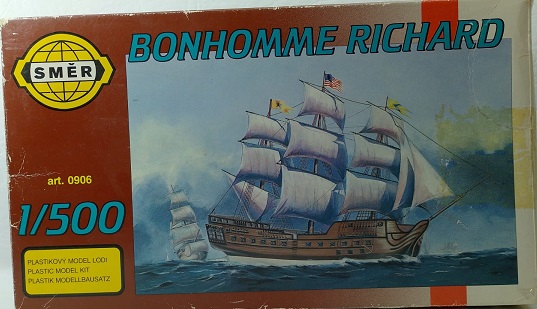 SMĚR
BONHOMME RICHARD
art. 0906
1/500
PLASTIKOVÝ MODEL LODI
PLASTIC MODEL KIT
PLASTIK MODELLBAUSATZ